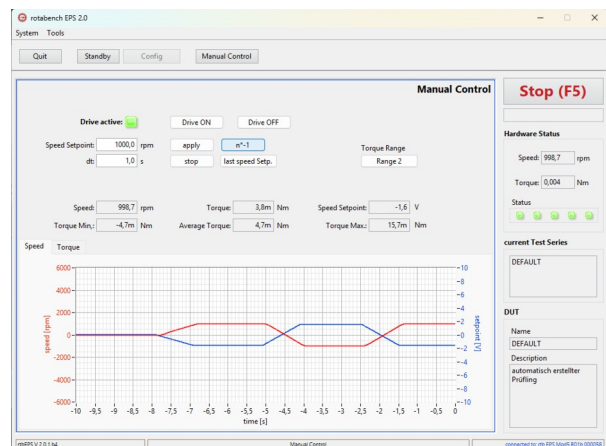 rotabench EPS 2.0
System Tools
Quit Standby Config Manual Control
Manual Control
Stop (F5)
Drive active: Drive ON Drive OFF
Speed Setpoint: 1000,0 rpm apply n*-1
Torque Range
dt: 1,0 s stop last speed Setp. Range 2
Speed: 998,7 rpm Torque: 3,8m Nm Speed Setpoint: -1,6 V
Torque Min,: -4,7m Nm Average Torque: 4,7m Nm Torque Max.: 15,7m Nm
Speed Torque
6000
4000
2000
0
-2000
-4000
-6000
speed [rpm]
10
8
6
4
2
0
-2
-4
-6
-8
-10
setpoint [V]
-10 -9,5 -9 -8,5 -8 -7,5 -7 -6,5 -6 -5,5 -5 -4,5 -4 -3,5 -3 -2,5 -2 -1,5 -1 -0,5 0
time [s]
Hardware Status
Speed: 998,7 rpm
Torque: 0,004 Nm
Status
current Test Series
DEFAULT
DUT
Name
DEFAULT
Description
automatisch erstellter
Prüfling
Manual Control
connected to: rtb EPS